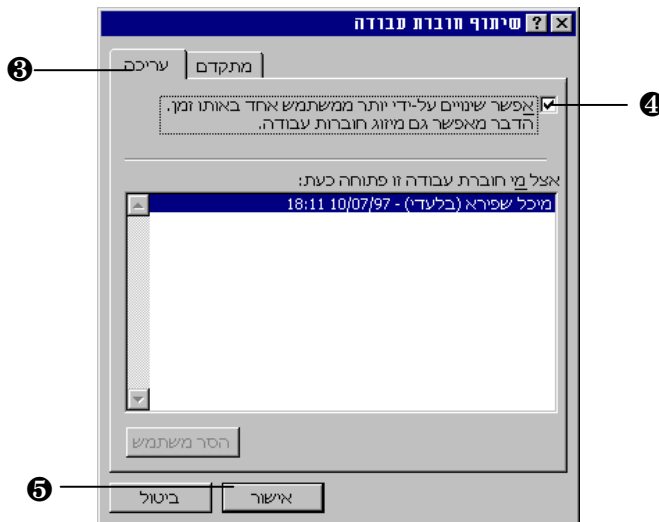 שיתוף חוברת עבודה
עריכה
מתקדם
❸
אפשר שינויים על-ידי יותר ממשתמש אחד באותו זמן.
הדבר מאפשר גם מיזוג חוברות עבודה.
❹
אצל מי חוברת עבודה זו פתוחה כעת:
מיכל שפירא (בלעדי) - 10/07/97 18:11
הסר משתמש
❺
אישור
ביטול